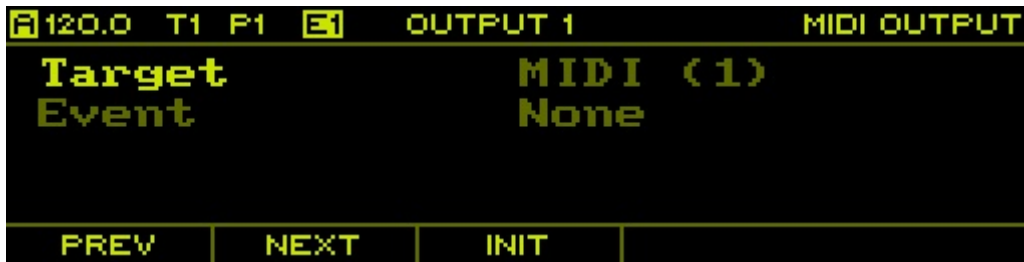 A 120.0 T1 P1 E1 OUTPUT 1 MIDI OUTPUT
Target MIDI (1)
Event None
PREV NEXT INIT